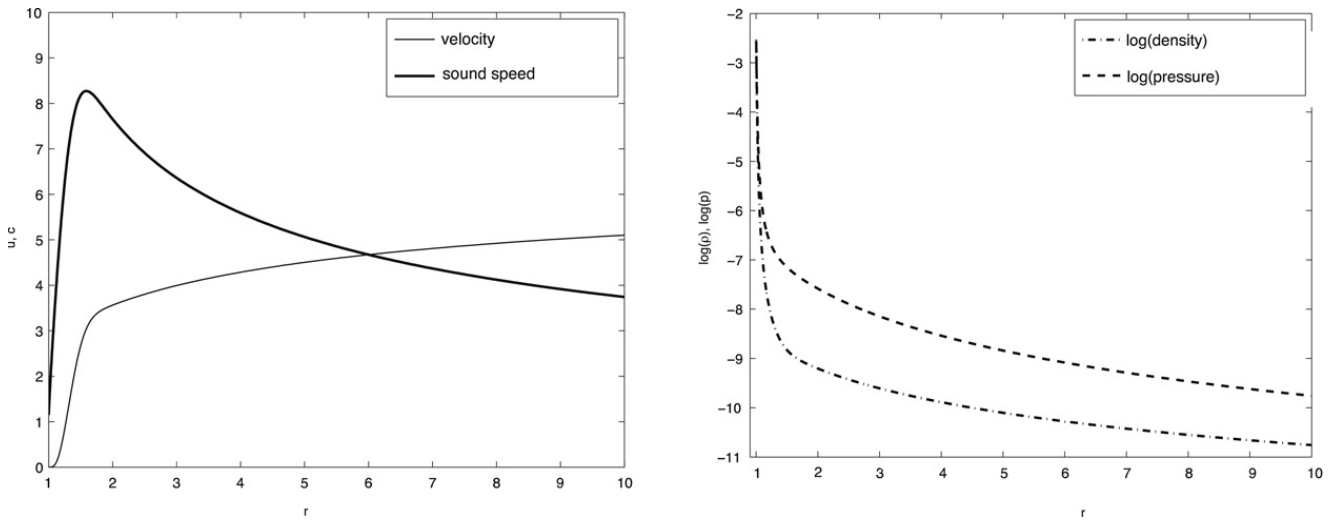 10
9
8
7
6
5
4
3
2
1
0
u, c
velocity
sound speed
1 2 3 4 5 6 7 8 9 10
r
−2
−3
−4
−5
−6
−7
−8
−9
−10
−11
log(ρ), log(p)
log(density)
log(pressure)
1 2 3 4 5 6 7 8 9 10
r